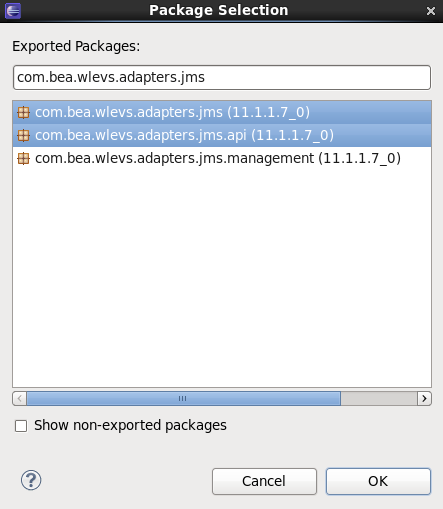 Package Selection
Exported Packages:
com.bea.wlevs.adapters.jms
com.bea.wlevs.adapters.jms (11.1.1.7_0)
com.bea.wlevs.adapters.jms.api (11.1.1.7_0)
com.bea.wlevs.adapters.jms.management (11.1.1.7_0)
Show non-exported packages
?
Cancel
OK